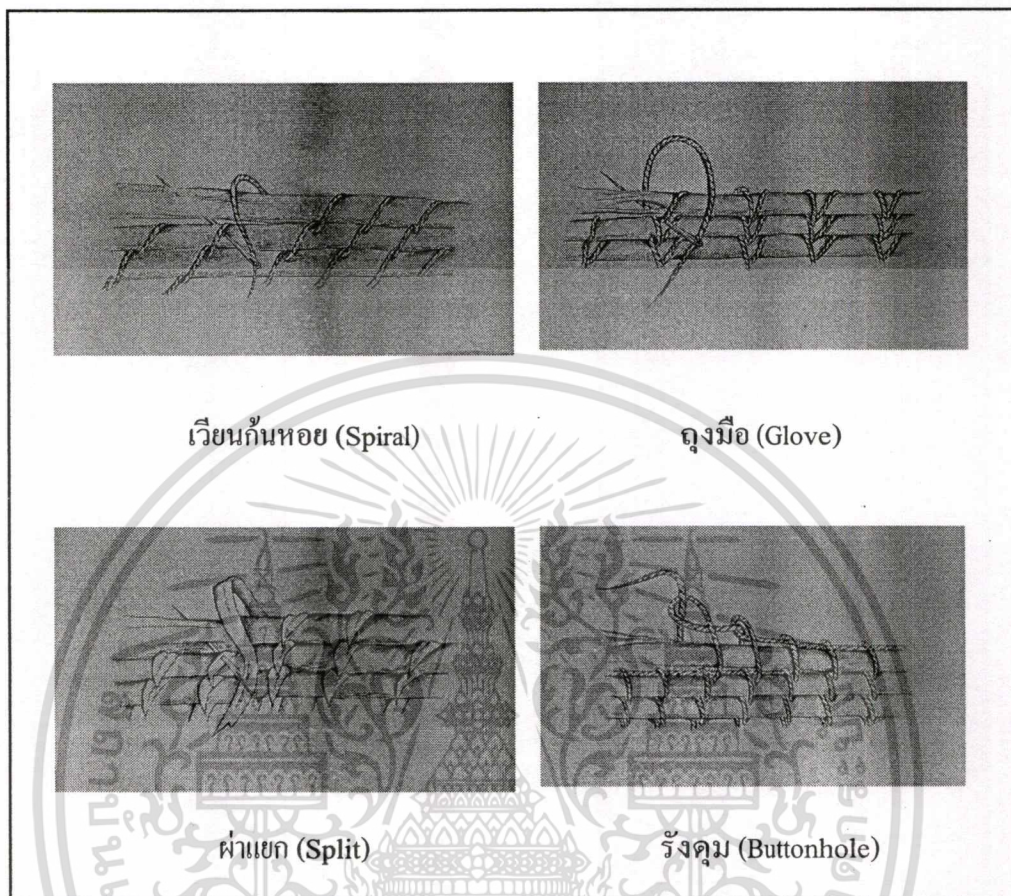 เวียนก้นหอย (Spiral)
ถุงมือ (Glove)
ผ่าแยก (Split)
รังดุม (Buttonhole)